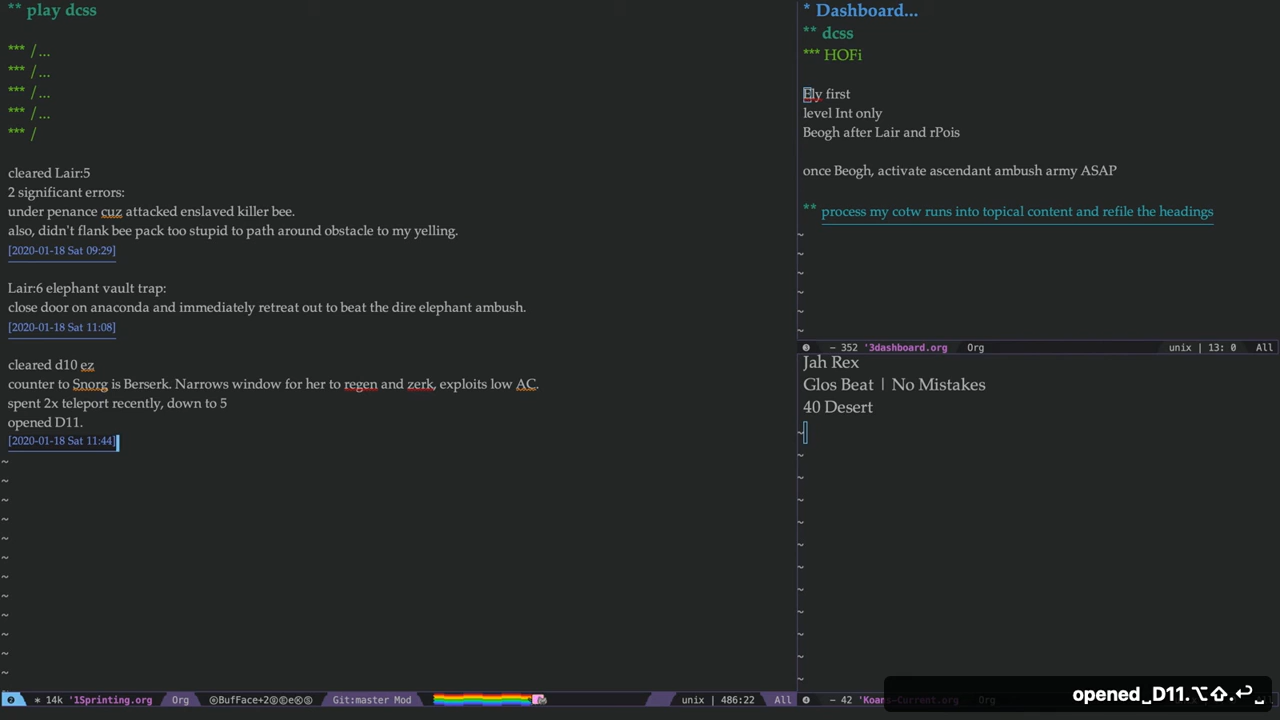 ** play dcss
*** /...
*** /...
*** /...
*** /...
*** /
cleared Lair:5
2 significant errors:
under penance cuz attacked enslaved killer bee.
also, didn't flank bee pack too stupid to path around obstacle to my yelling.
[2020-01-18 Sat 09:29]
Lair:6 elephant vault trap:
close door on anaconda and immediately retreat out to beat the dire elephant ambush.
[2020-01-18 Sat 11:08]
cleared d10 ez
counter to Snorg is Berserk. Narrows window for her to regen and zerk, exploits low AC.
spent 2x teleport recently, down to 5
opened D11.
[2020-01-18 Sat 11:44]
❷ * 14k '1Sprinting.org Org Git:master Mod unix | 486:22 All
* Dashboard...
** dcss
*** HOFi
Ely first
level Int only
Beogh after Lair and rPois
once Beogh, activate ascendant ambush army ASAP
** process my cotw runs into topical content and refile the headings
❸ - 352 '3dashboard.org Org unix | 13: 0 All
Jah Rex
Glos Beat | No Mistakes
40 Desert
❹ - 42 'Koans-Current.org
opened_D11.⌥⇧.↩